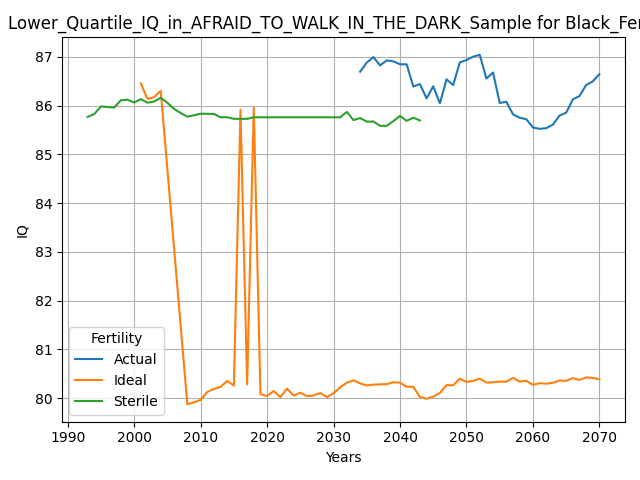 Lower_Quartile_IQ_in_AFRAID_TO_WALK_IN_THE_DARK_Sample for Black_Fe
87
86
85
84
83
82
81
80
IQ
Fertility
Actual
Ideal
Sterile
1990 2000 2010 2020 2030 2040 2050 2060 2070
Years